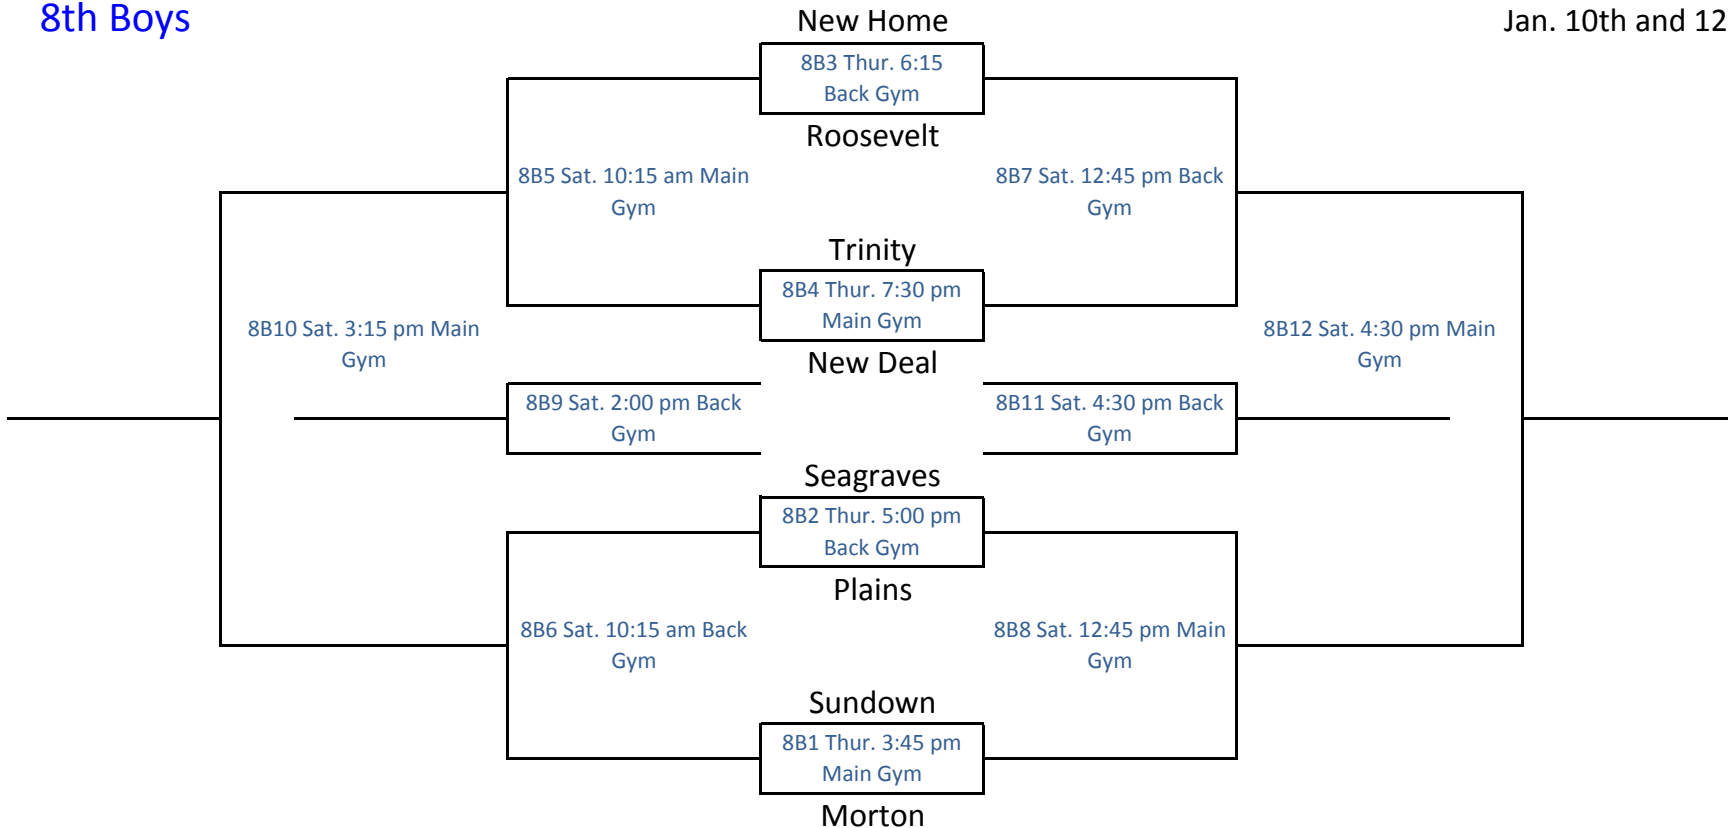 8th Boys
New Home
Jan. 10th and 12
8B3 Thur. 6:15
Back Gym
Roosevelt
8B5 Sat. 10:15 am Main
Gym
8B7 Sat. 12:45 pm Back
Gym
Trinity
8B4 Thur. 7:30 pm
Main Gym
New Deal
8B10 Sat. 3:15 pm Main
Gym
8B12 Sat. 4:30 pm Main
Gym
8B9 Sat. 2:00 pm Back
Gym
8B11 Sat. 4:30 pm Back
Gym
Seagraves
8B2 Thur. 5:00 pm
Back Gym
Plains
8B6 Sat. 10:15 am Back
Gym
8B8 Sat. 12:45 pm Main
Gym
Sundown
8B1 Thur. 3:45 pm
Main Gym
Morton